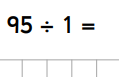 95 ÷ 1 =